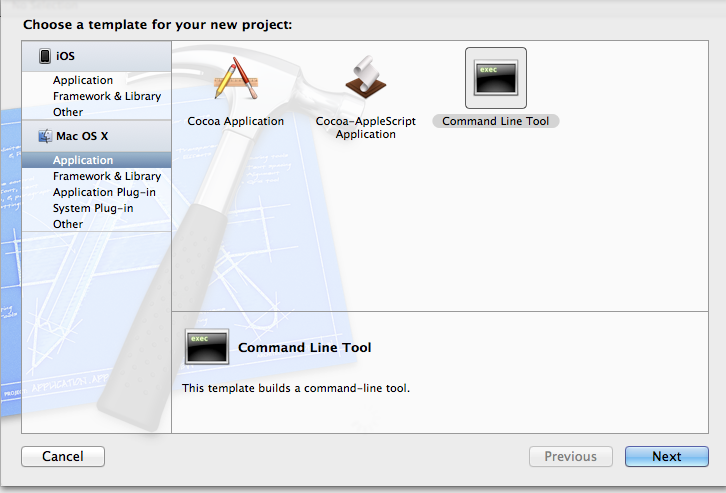 Choose a template for your new project:
iOS
Application
Framework & Library
Other
Mac OS X
Application
Framework & Library
Application Plug-in
System Plug-in
Other
Cocoa Application
Cocoa-AppleScript
Application
exec
Command Line Tool
exec
Command Line Tool
This template builds a command-line tool.
Cancel
Previous
Next